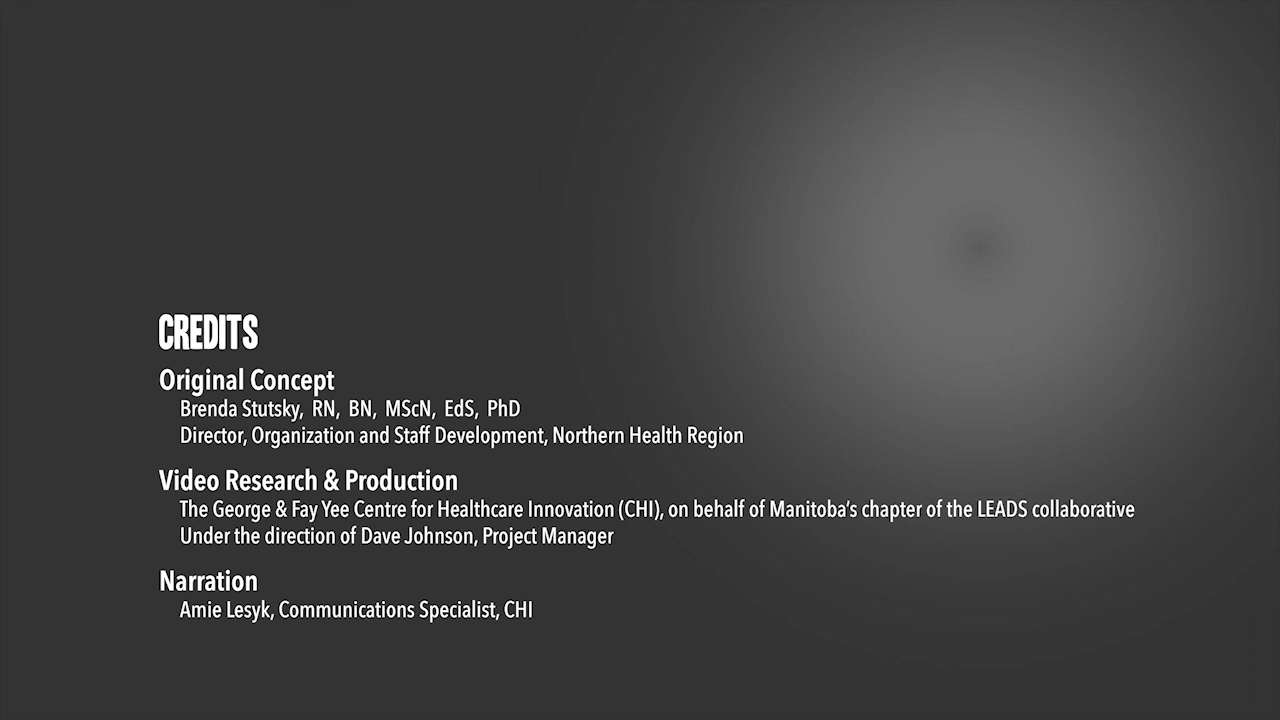 CREDITS
Original Concept
Brenda Stutsky, RN, BN, MScN, EdS, PhD
Director, Organization and Staff Development, Northern Health Region
Video Research & Production
The George & Fay Yee Centre for Healthcare Innovation (CHI), on behalf of Manitoba's chapter of the LEADS collaborative
Under the direction of Dave Johnson, Project Manager
Narration
Amie Lesyk, Communications Specialist, CHI